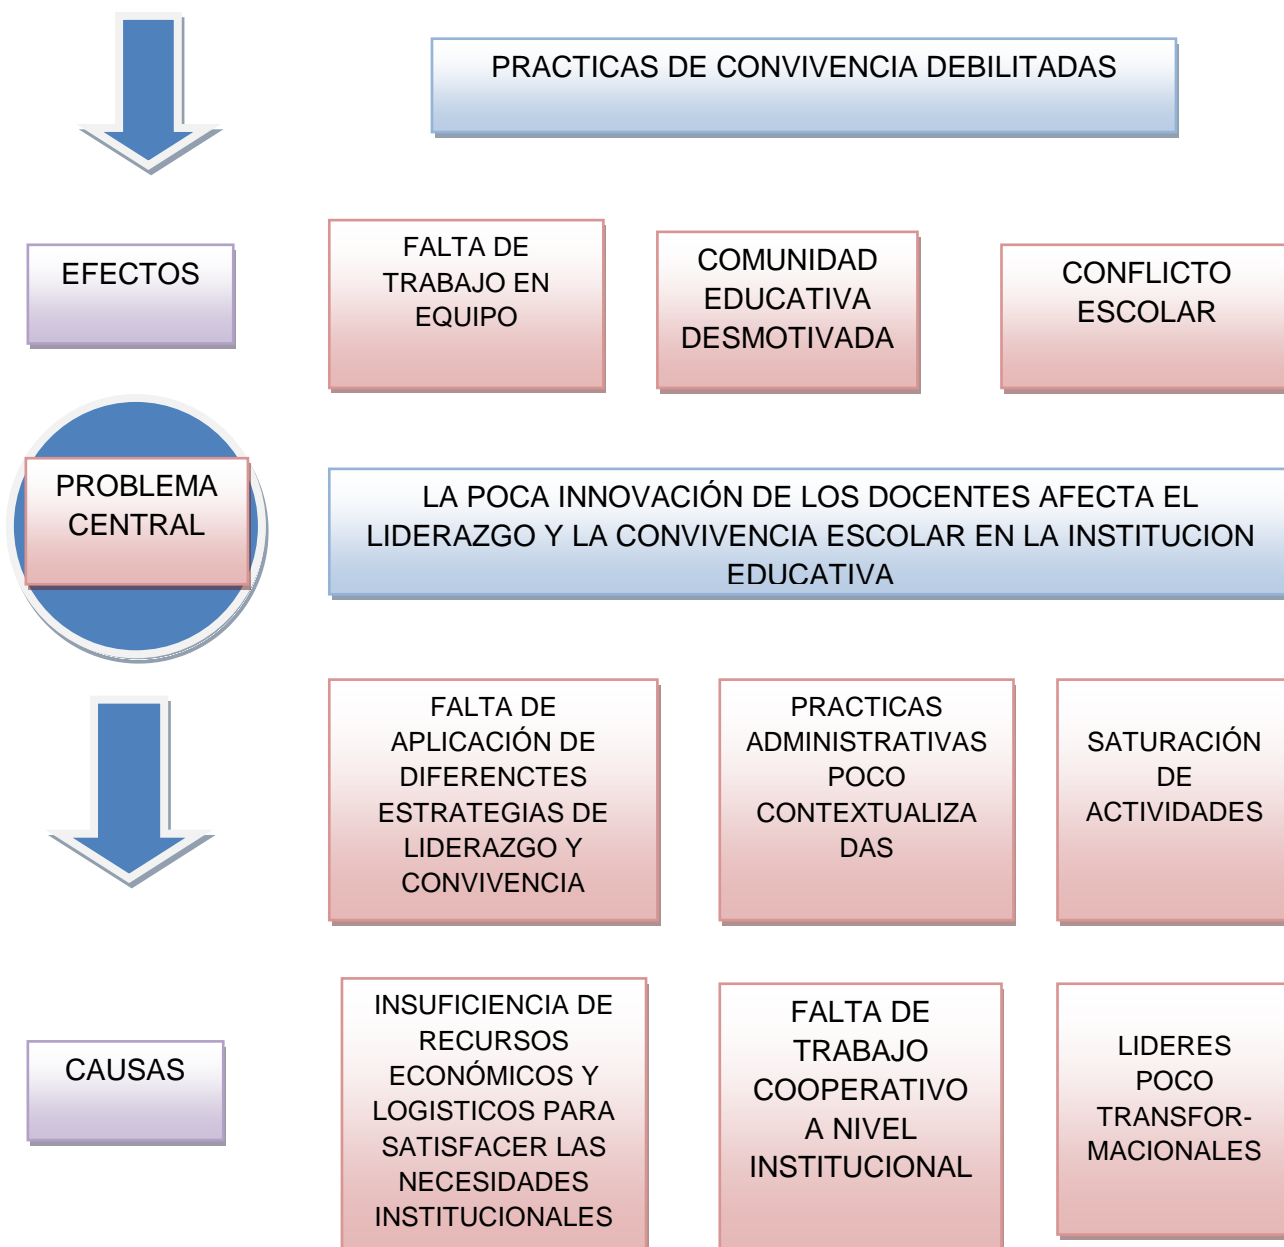 PRACTICAS DE CONVIVENCIA DEBILITADAS
EFECTOS
FALTA DE
TRABAJO EN
EQUIPO
COMUNIDAD
EDUCATIVA
DESMOTIVADA
CONFLICTO
ESCOLAR
PROBLEMA
CENTRAL
LA POCA INNOVACIÓN DE LOS DOCENTES AFECTA EL
LIDERAZGO Y LA CONVIVENCIA ESCOLAR EN LA INSTITUCION
EDUCATIVA
FALTA DE
APLICACIÓN DE
DIFERENCTES
ESTRATEGIAS DE
LIDERAZGO Y
CONVIVENCIA
PRACTICAS
ADMINISTRATIVAS
POCO
CONTEXTUALIZA
DAS
SATURACIÓN
DE
ACTIVIDADES
CAUSAS
INSUFICIENCIA DE
RECURSOS
ECONÓMICOS Y
LOGISTICOS PARA
SATISFACER LAS
NECESIDADES
INSTITUCIONALES
FALTA DE
TRABAJO
COOPERATIVO
A NIVEL
INSTITUCIONAL
LIDERES
POCO
TRANSFOR-
MACIONALES